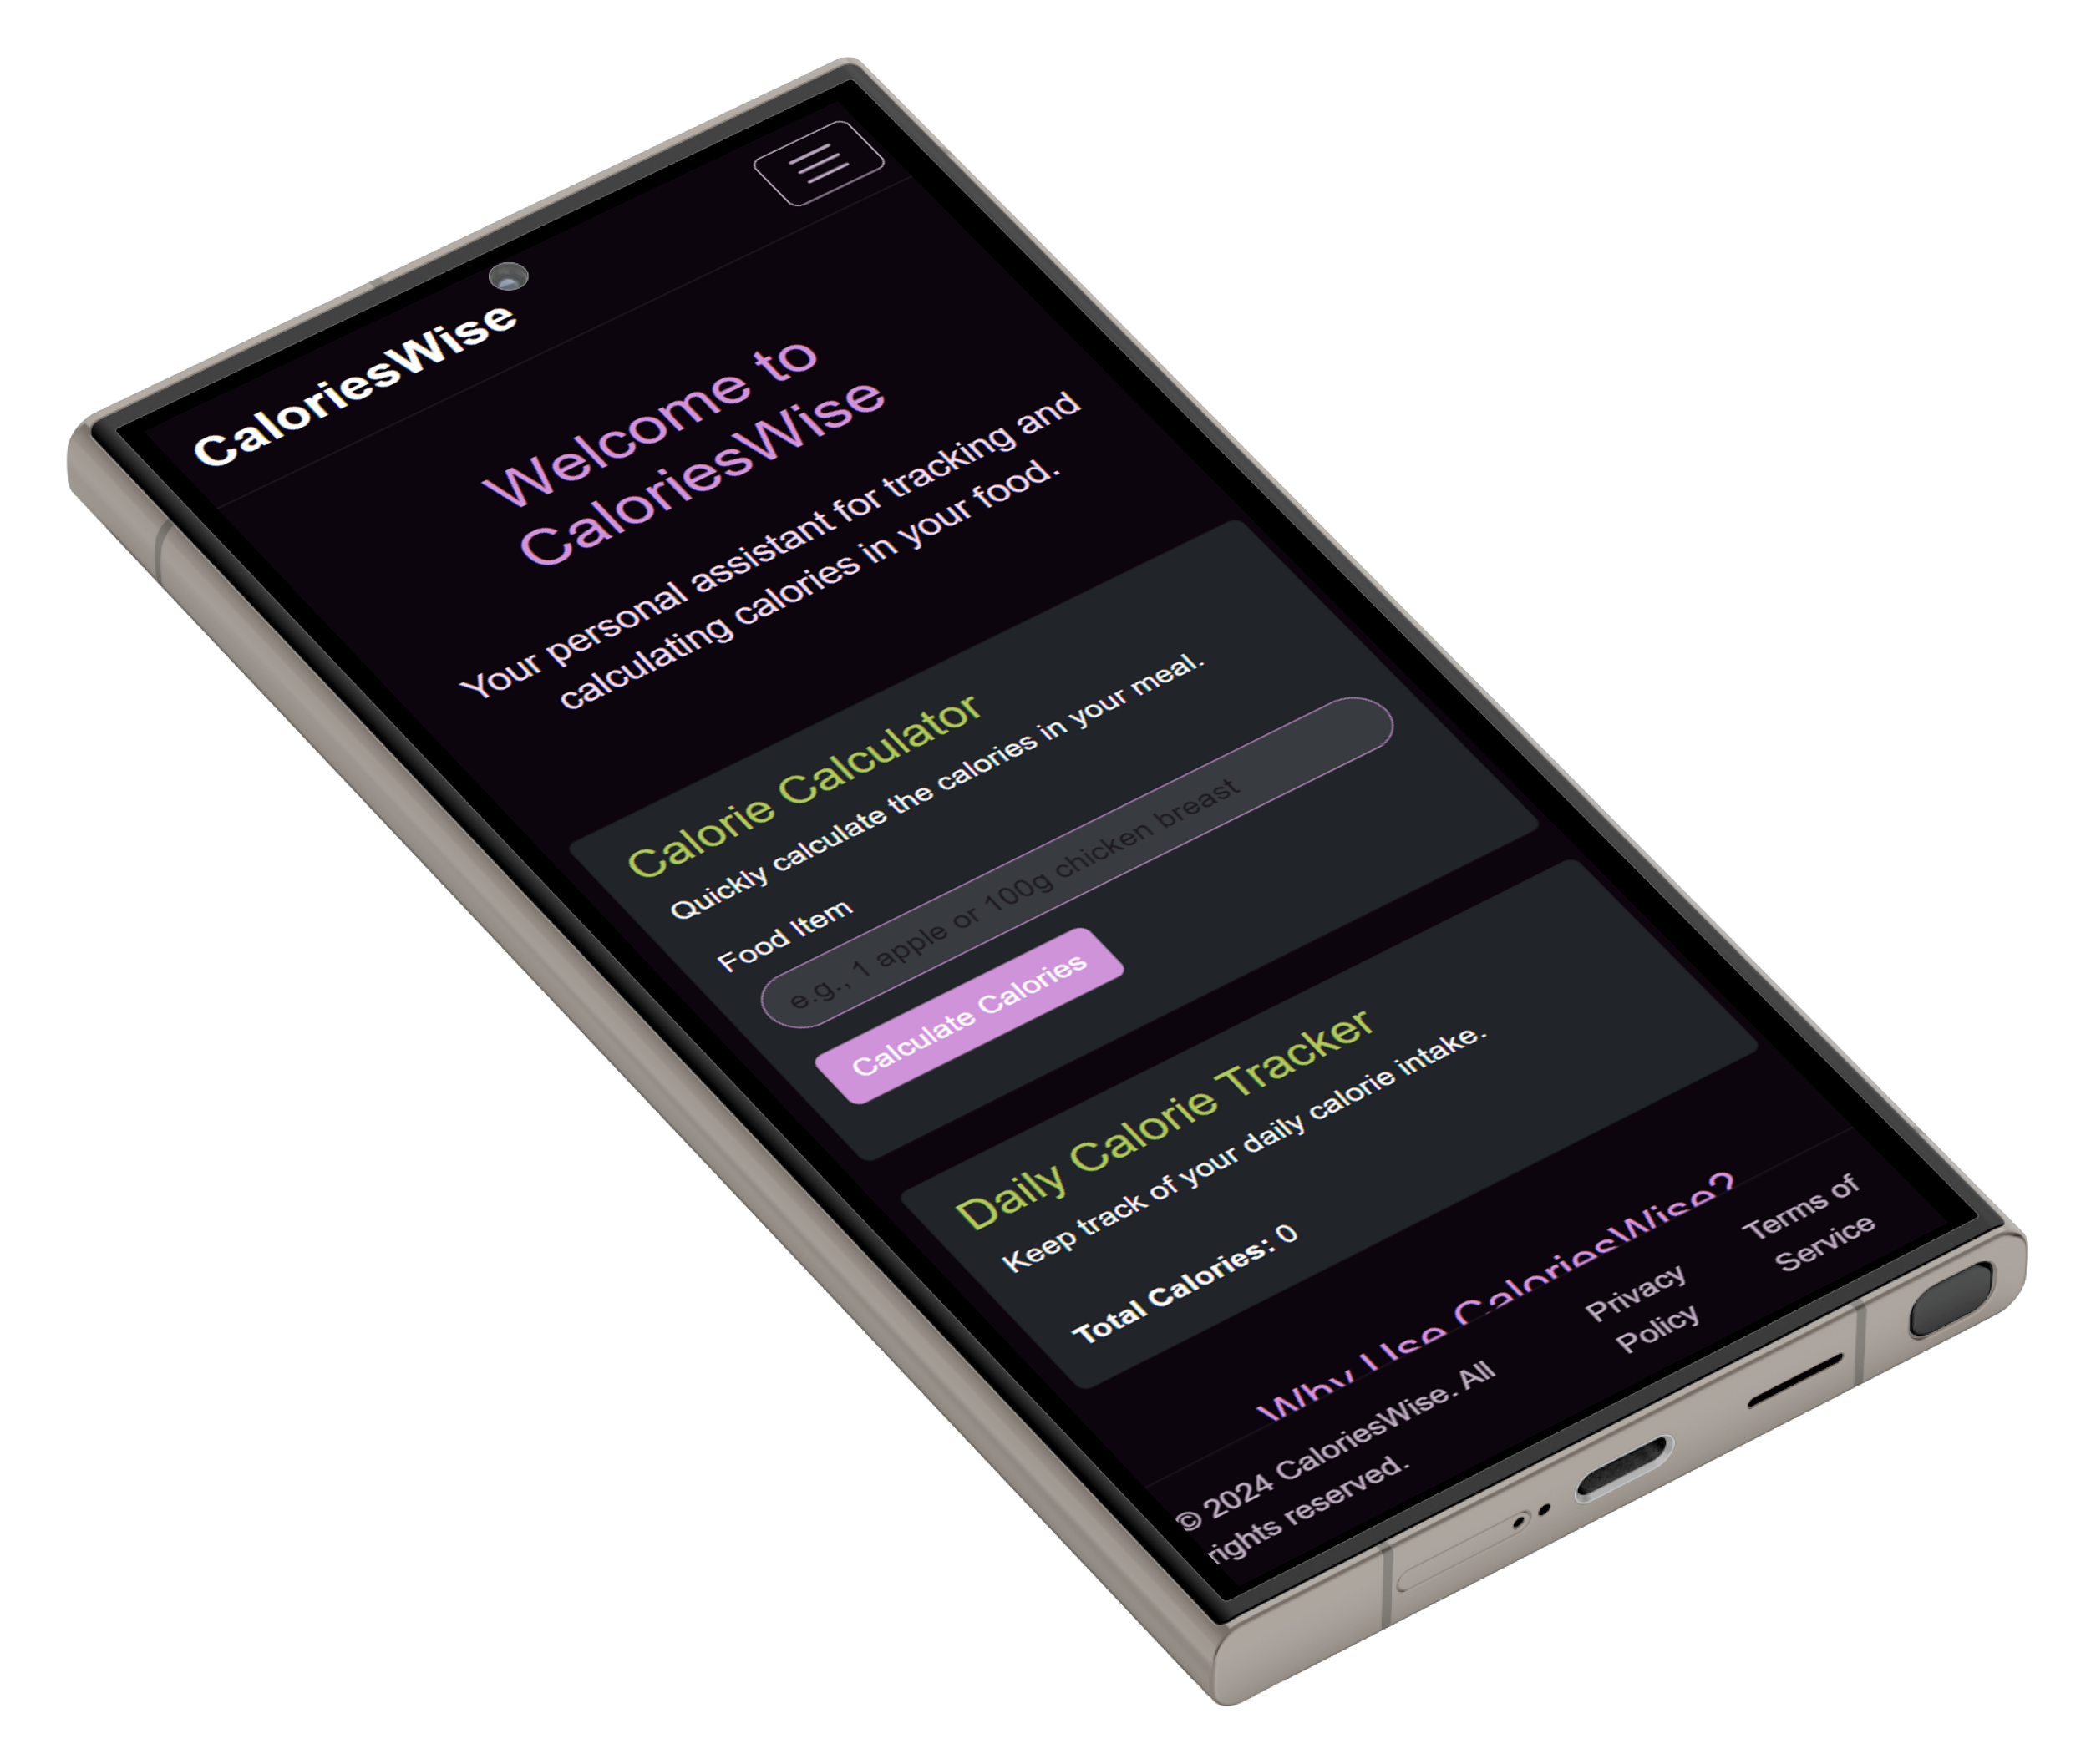 CaloriesWise
Welcome to
CaloriesWise
Your personal assistant for tracking and
calculating calories in your food.
Calorie Calculator
Quickly calculate the calories in your meal.
Food Item
e.g., 1 apple or 100g chicken breast
Calculate Calories
Daily Calorie Tracker
Keep track of your daily calorie intake.
Total Calories: 0
Why Use CaloriesWise?
© 2024 CaloriesWise. All
rights reserved.
Privacy
Policy
Terms of
Service